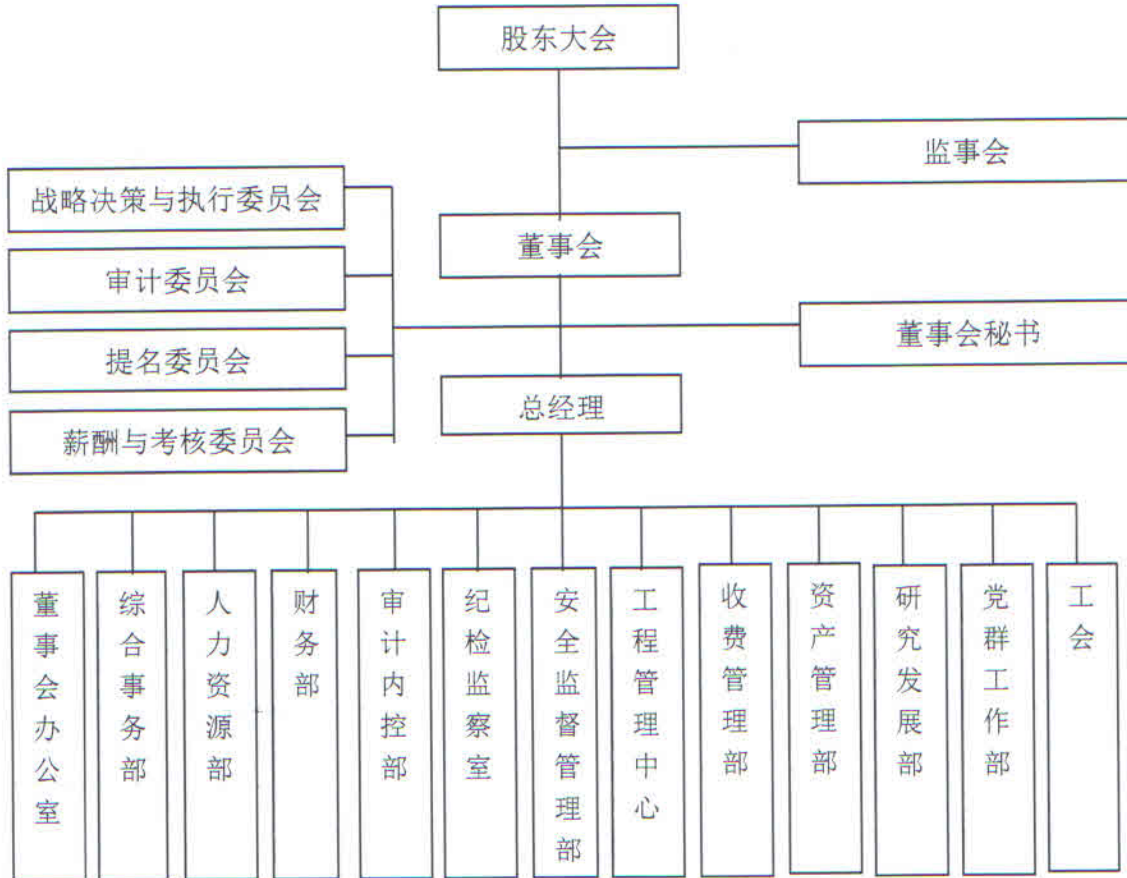 股东大会
监事会
战略决策与执行委员会
董事会
审计委员会
董事会秘书
提名委员会
总经理
薪酬与考核委员会
董事会办公室
综合事务部
人力资源部
财务部
审计内控部
纪检监察室
安全监督管理部
工程管理中心
收费管理部
资产管理部
研究发展部
党群工作部
工会